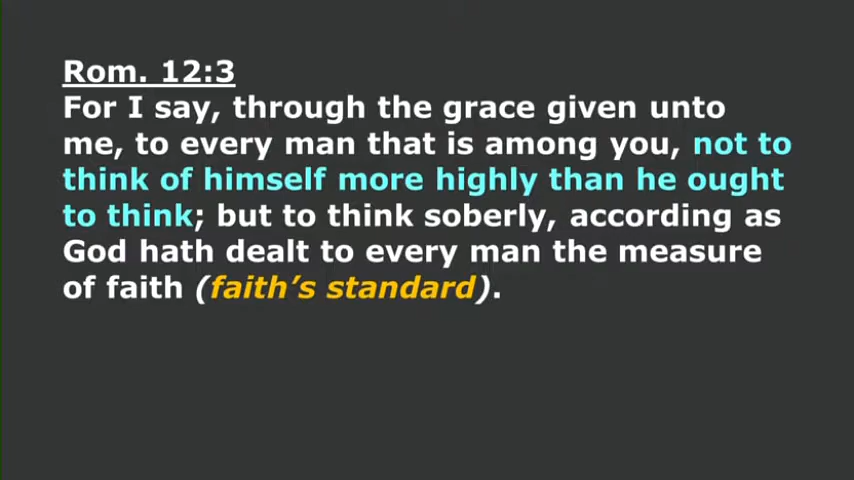 Rom. 12:3
For I say, through the grace given unto
me, to every man that is among you, not to
think of himself more highly than he ought
to think; but to think soberly, according as
God hath dealt to every man the measure
of faith (faith’s standard).